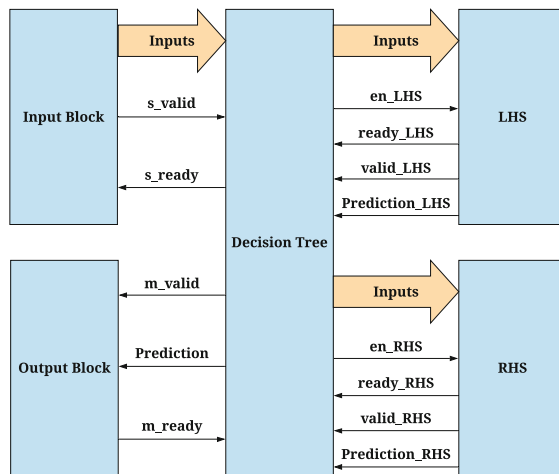 Inputs
Inputs
Input Block
s_valid
s_ready
en_LHS
ready_LHS
valid_LHS
Prediction_LHS
LHS
Decision Tree
Output Block
m_valid
Prediction
m_ready
Inputs
en_RHS
ready_RHS
valid_RHS
Prediction_RHS
RHS